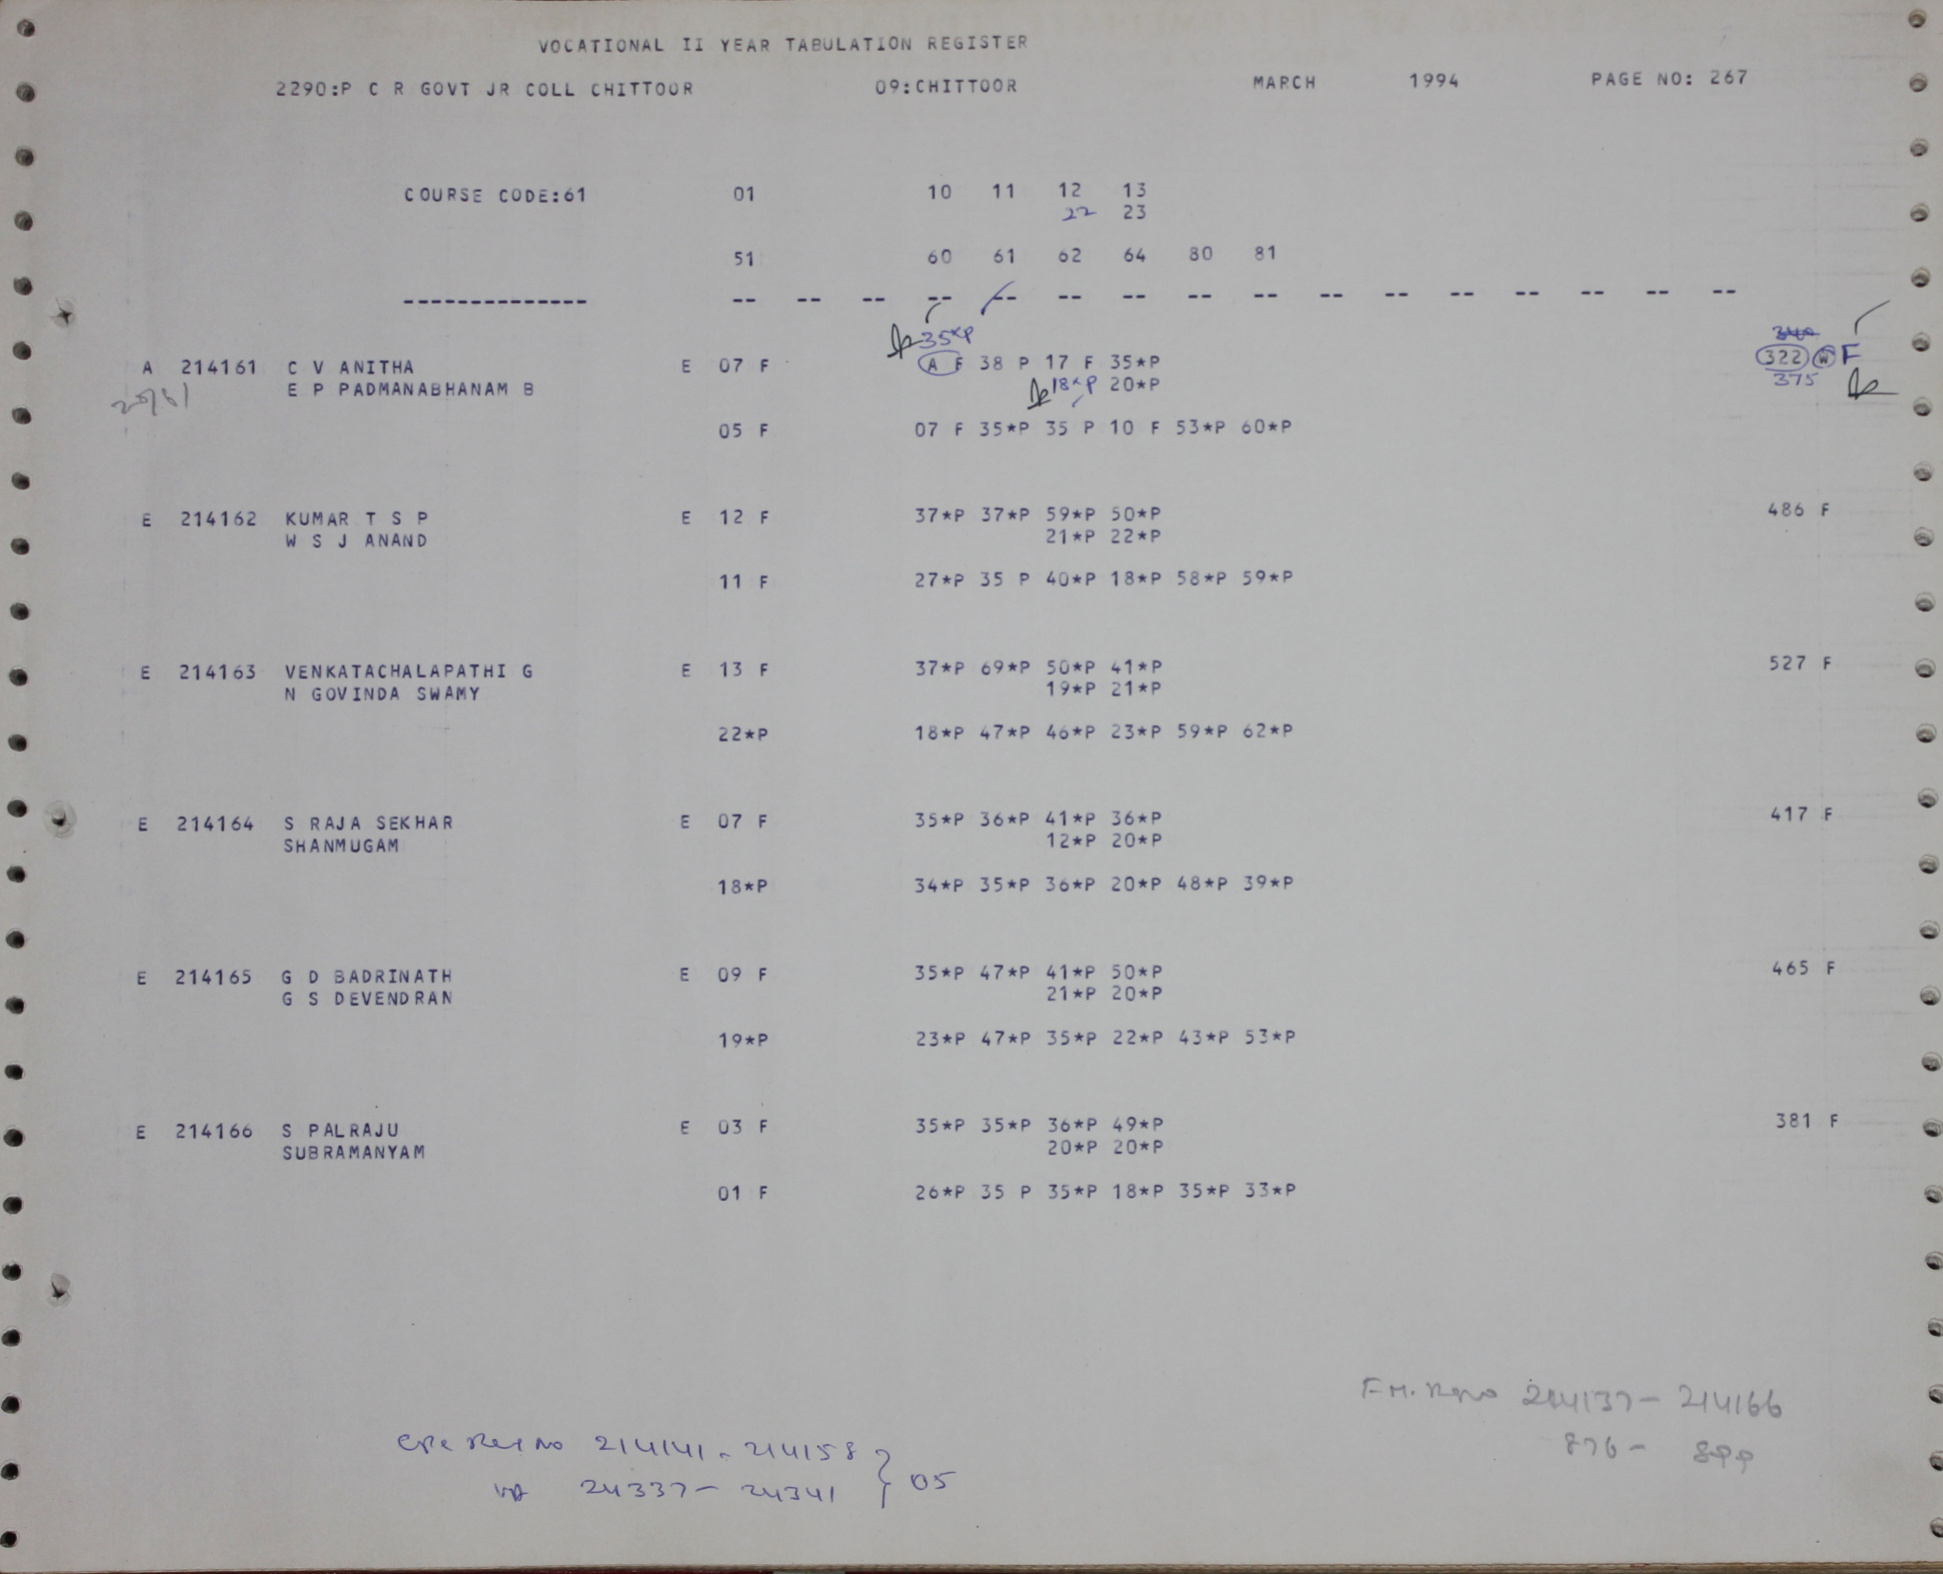 VOCATIONAL II YEAR TABULATION REGISTER
2290:P C R GOVT JR COLL CHITTOOR 09:CHITTOOR MARCH 1994 PAGE NO: 267
COURSE CODE:61 01 10 11 12 13
22 23
51 60 61 62 64 80 81
-------------- -- -- -- -- -- -- -- -- -- -- -- -- -- -- -- --
35*P 340
A 214161 C V ANITHA E 07 F A F 38 P 17 F 35*P 322 W F
E P PADMANABHANAM B 18*P 20*P 375
05 F 07 F 35*P 35 P 10 F 53*P 60*P
E 214162 KUMAR T S P E 12 F 37*P 37*P 59*P 50*P 486 F
W S J ANAND 21*P 22*P
11 F 27*P 35 P 40*P 18*P 58*P 59*P
E 214163 VENKATACHALAPATHI G E 13 F 37*P 69*P 50*P 41*P 527 F
N GOVINDA SWAMY 19*P 21*P
22*P 18*P 47*P 46*P 23*P 59*P 62*P
E 214164 S RAJA SEKHAR E 07 F 35*P 36*P 41*P 36*P 417 F
SHANMUGAM 12*P 20*P
18*P 34*P 35*P 36*P 20*P 48*P 39*P
E 214165 G D BADRINATH E 09 F 35*P 47*P 41*P 50*P 465 F
G S DEVENDRAN 21*P 20*P
19*P 23*P 47*P 35*P 22*P 43*P 53*P
E 214166 S PALRAJU E 03 F 35*P 35*P 36*P 49*P 381 F
SUBRAMANYAM 20*P 20*P
01 F 26*P 35 P 35*P 18*P 35*P 33*P
F.M. 214137 - 214166
876 - 899
No 214141 - 214158
24337 - 24341 } 05